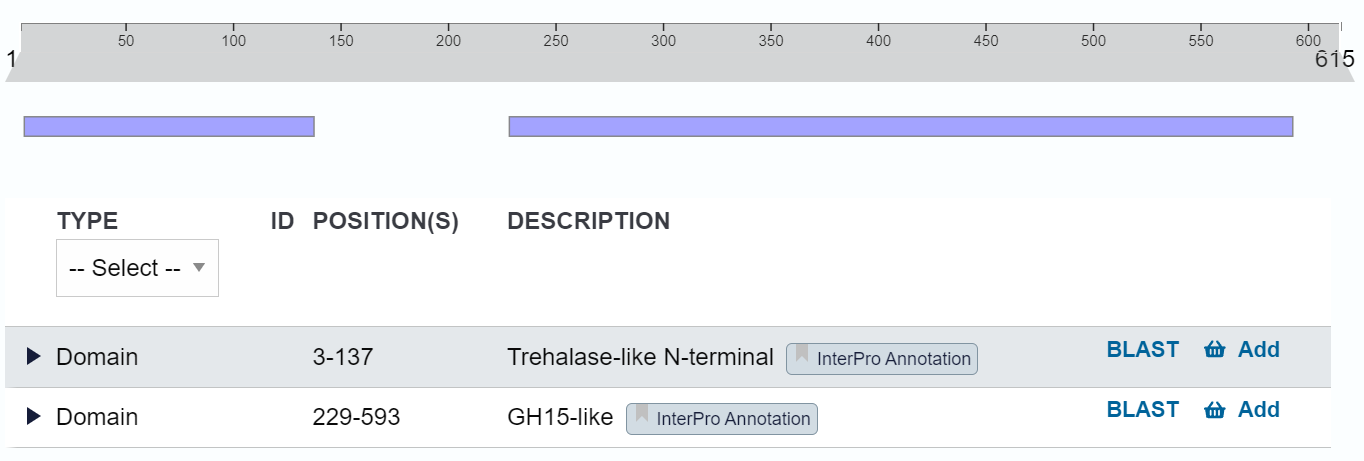 50 100 150 200 250 300 350 400 450 500 550 600
1 615
TYPE ID POSITION(S) DESCRIPTION
-- Select --
Domain 3-137 Trehalase-like N-terminal InterPro Annotation BLAST Add
Domain 229-593 GH15-like InterPro Annotation BLAST Add